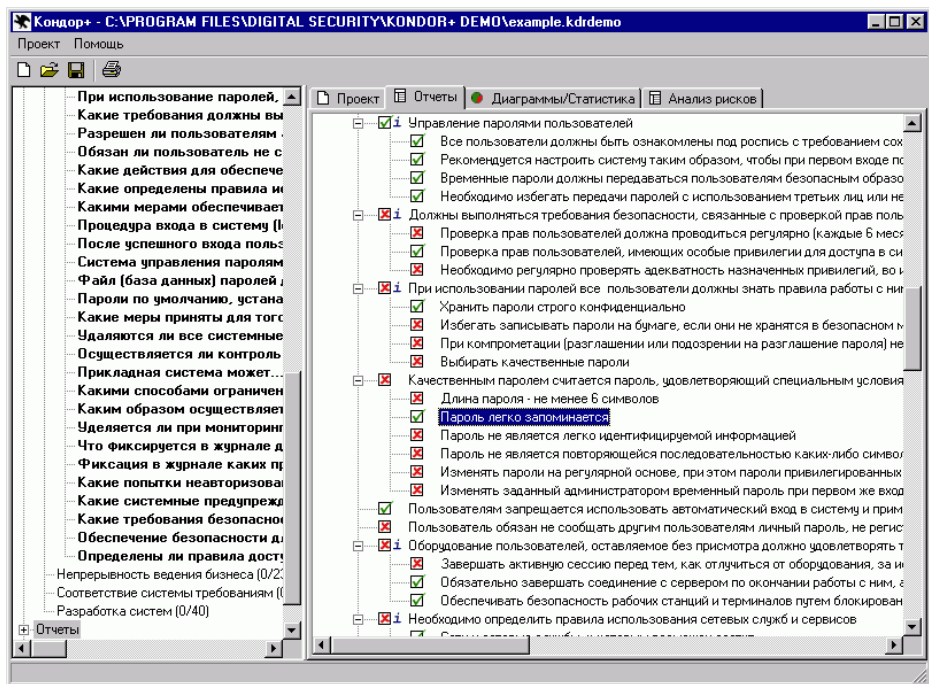 Кондор+ - C:\PROGRAM FILES\DIGITAL SECURITY\KONDOR+ DEMO\example.kdrdemo
Проект Помощь
При использование паролей,
Какие требования должны вы
Разрешен ли пользователям
Обязан ли пользователь не с
Какие действия для обеспече
Какие определены правила ис
Какими мерами обеспечивает
Процедура входа в систему (l
После успешного входа польз
Система управления паролям
Файл (база данных) паролей
Пароли по умолчанию, устана
Какие меры приняты для того
Удаляются ли все системные
Осуществляется ли контроль
Прикладная система может...
Какими способами ограничен
Каким образом осуществляет
Уделяется ли при мониторинг
Что фиксируется в журнале д
Фиксация в журнале каких пр
Какие попытки неавторизова
Какие системные предупрежд
Какие требования безопасно
Обеспечение безопасности д
Определены ли правила досту
Непрерывность ведения бизнеса (0/2
Соответствие системы требованиям (
Разработка систем (0/40)
Отчеты
Проект Отчеты Диаграммы/Статистика Анализ рисков
Управление паролями пользователей
Все пользователи должны быть ознакомлены под роспись с требованием сох
Рекомендуется настроить систему таким образом, чтобы при первом входе по
Временные пароли должны передаваться пользователям безопасным образо
Необходимо избегать передачи паролей с использованием третьих лиц или не
Должны выполняться требования безопасности, связанные с проверкой прав поль
Проверка прав пользователей должна проводиться регулярно (каждые 6 меся
Проверка прав пользователей, имеющих особые привилегии для доступа в си
Необходимо регулярно проверять адекватность назначенных привилегий, во и
При использовании паролей все пользователи должны знать правила работы с ни
Хранить пароли строго конфиденциально
Избегать записывать пароли на бумаге, если они не хранятся в безопасном м
При компрометации (разглашении или подозрении на разглашение пароля) не
Выбирать качественные пароли
Качественным паролем считается пароль, удовлетворяющий специальным условия
Длина пароля - не менее 6 символов
Пароль легко запоминается
Пароль не является легко идентифицируемой информацией
Пароль не является повторяющейся последовательностью каких-либо символ
Изменять пароли на регулярной основе, при этом пароли привилегированных
Изменять заданный администратором временный пароль при первом же вход
Пользователям запрещается использовать автоматический вход в систему и прим
Пользователь обязан не сообщать другим пользователям личный пароль, не регис
Оборудование пользователей, оставляемое без присмотра должно удовлетворять т
Завершать активную сессию перед тем, как отлучиться от оборудования, за и
Обязательно завершать соединение с сервером по окончании работы с ним, а
Обеспечивать безопасность рабочих станций и терминалов путем блокирован
Необходимо определить правила использования сетевых служб и сервисов